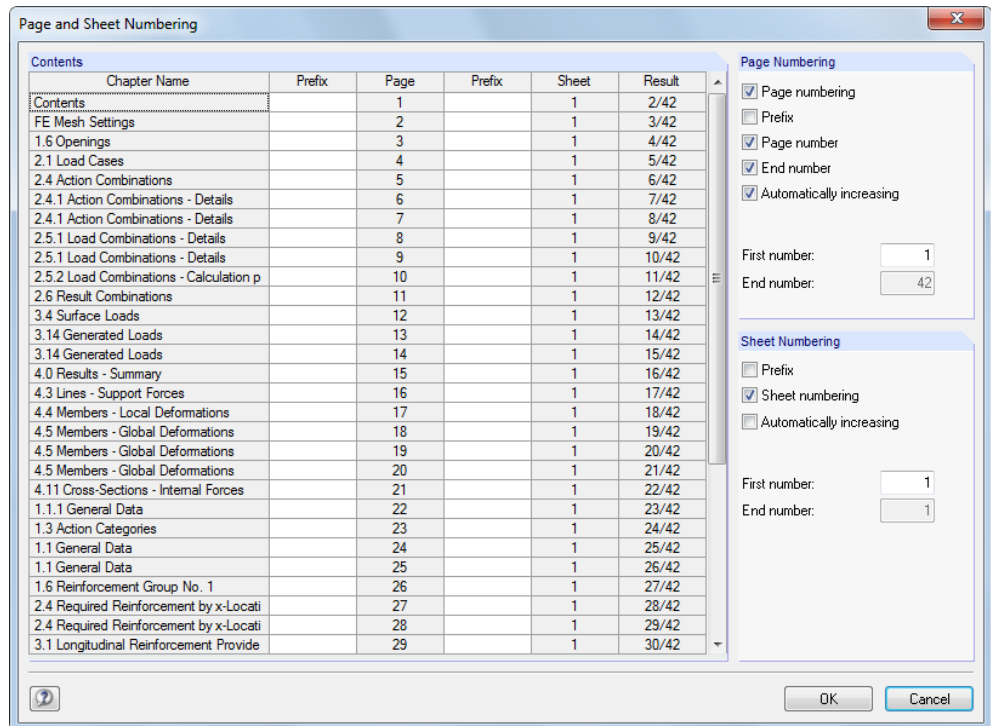 Page and Sheet Numbering
Contents
Chapter Name Prefix Page Prefix Sheet Result
Contents 1 1 2/42
FE Mesh Settings 2 1 3/42
1.6 Openings 3 1 4/42
2.1 Load Cases 4 1 5/42
2.4 Action Combinations 5 1 6/42
2.4.1 Action Combinations - Details 6 1 7/42
2.4.1 Action Combinations - Details 7 1 8/42
2.5.1 Load Combinations - Details 8 1 9/42
2.5.1 Load Combinations - Details 9 1 10/42
2.5.2 Load Combinations - Calculation p 10 1 11/42
2.6 Result Combinations 11 1 12/42
3.4 Surface Loads 12 1 13/42
3.14 Generated Loads 13 1 14/42
3.14 Generated Loads 14 1 15/42
4.0 Results - Summary 15 1 16/42
4.3 Lines - Support Forces 16 1 17/42
4.4 Members - Local Deformations 17 1 18/42
4.5 Members - Global Deformations 18 1 19/42
4.5 Members - Global Deformations 19 1 20/42
4.5 Members - Global Deformations 20 1 21/42
4.11 Cross-Sections - Internal Forces 21 1 22/42
1.1.1 General Data 22 1 23/42
1.3 Action Categories 23 1 24/42
1.1 General Data 24 1 25/42
1.1 General Data 25 1 26/42
1.6 Reinforcement Group No. 1 26 1 27/42
2.4 Required Reinforcement by x-Locati 27 1 28/42
2.4 Required Reinforcement by x-Locati 28 1 29/42
3.1 Longitudinal Reinforcement Provide 29 1 30/42
Page Numbering
Page numbering
Prefix
Page number
End number
Automatically increasing
First number: 1
End number: 42
Sheet Numbering
Prefix
Sheet numbering
Automatically increasing
First number: 1
End number: 1
OK Cancel